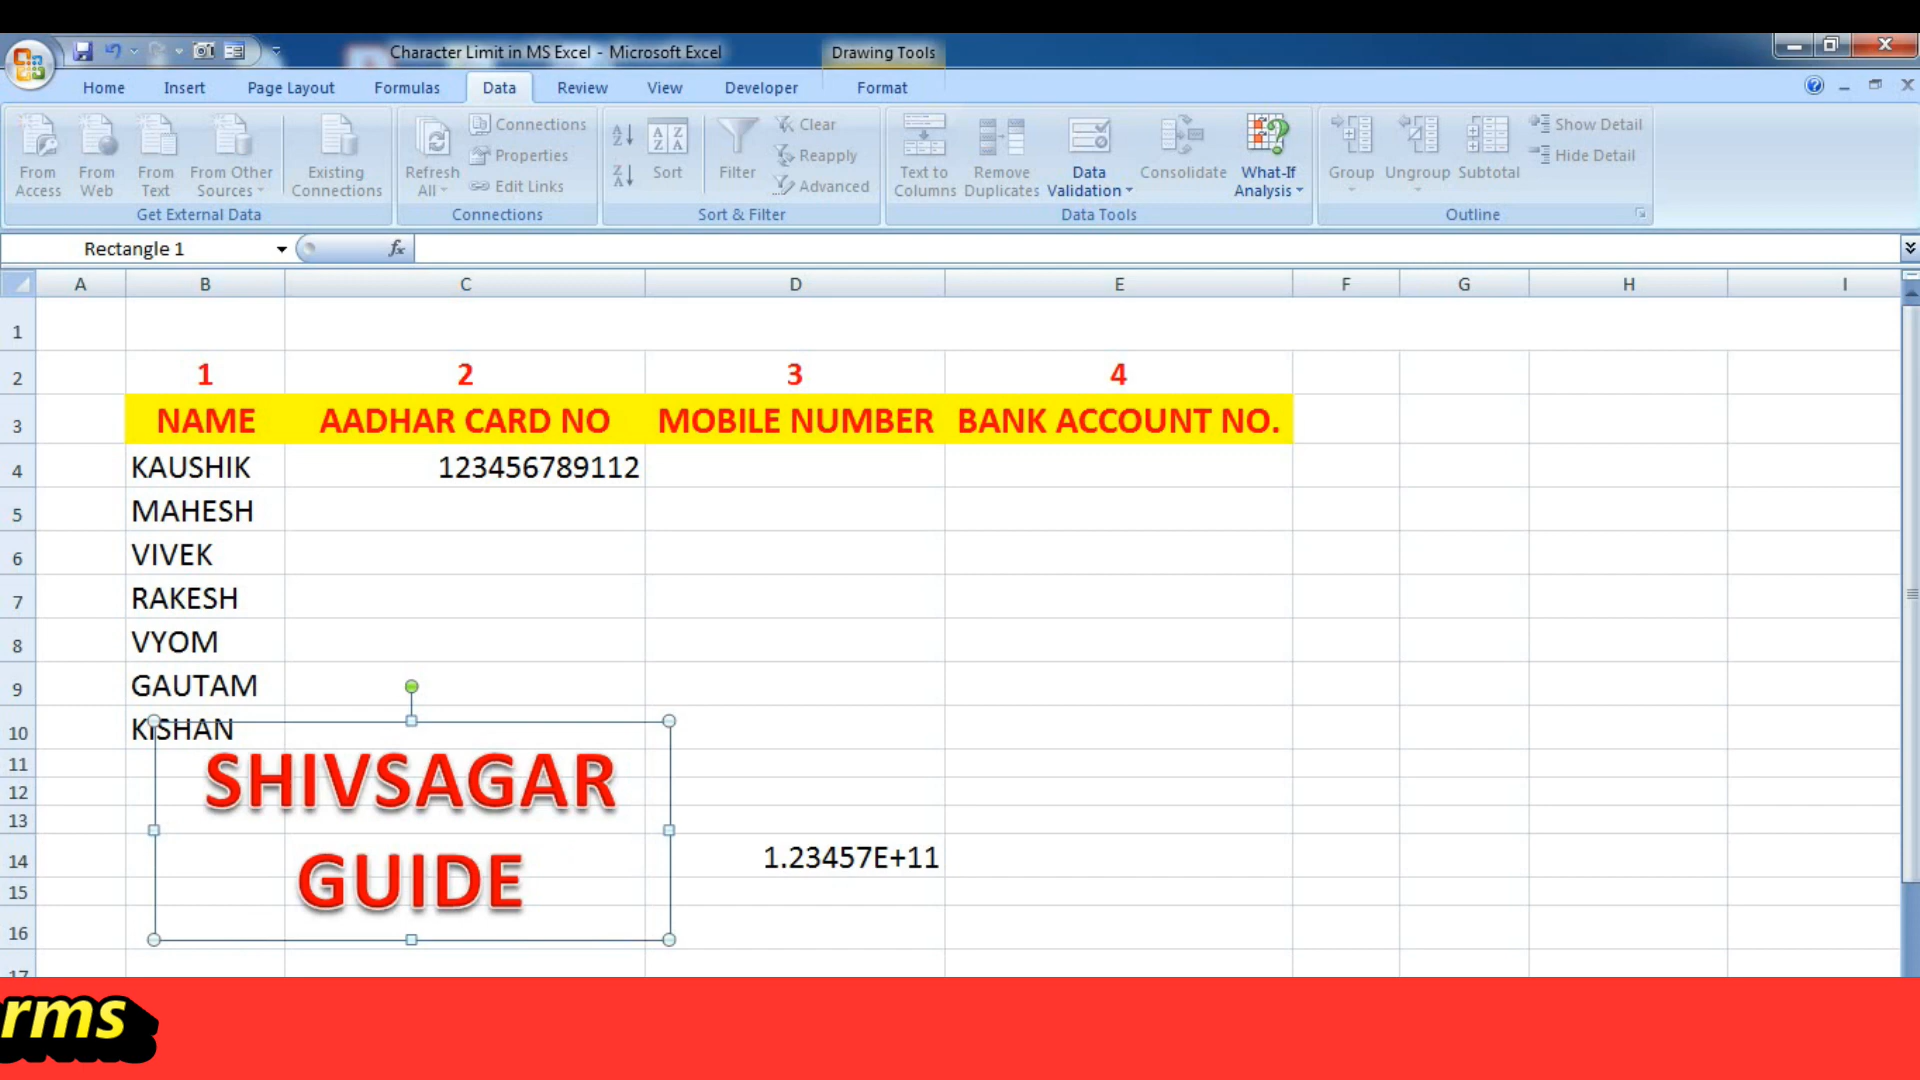 Character Limit in MS Excel - Microsoft Excel
Drawing Tools
Home Insert Page Layout Formulas Data Review View Developer Format
From Access
From Web
From Text
From Other Sources
Existing Connections
Get External Data
Refresh All
Connections
Properties
Edit Links
Connections
Sort
Filter
Clear
Reapply
Advanced
Sort & Filter
Text to Columns
Remove Duplicates
Data Validation
Consolidate
What-If Analysis
Data Tools
Group
Ungroup
Subtotal
Show Detail
Hide Detail
Outline
Rectangle 1
fx
A B C D E F G H I
1
2 1 2 3 4
3 NAME AADHAR CARD NO MOBILE NUMBER BANK ACCOUNT NO.
4 KAUSHIK 123456789112
5 MAHESH
6 VIVEK
7 RAKESH
8 VYOM
9 GAUTAM
10 KISHAN
11
12
13
14 1.23457E+11
15
16
17
SHIVSAGAR
GUIDE
rms